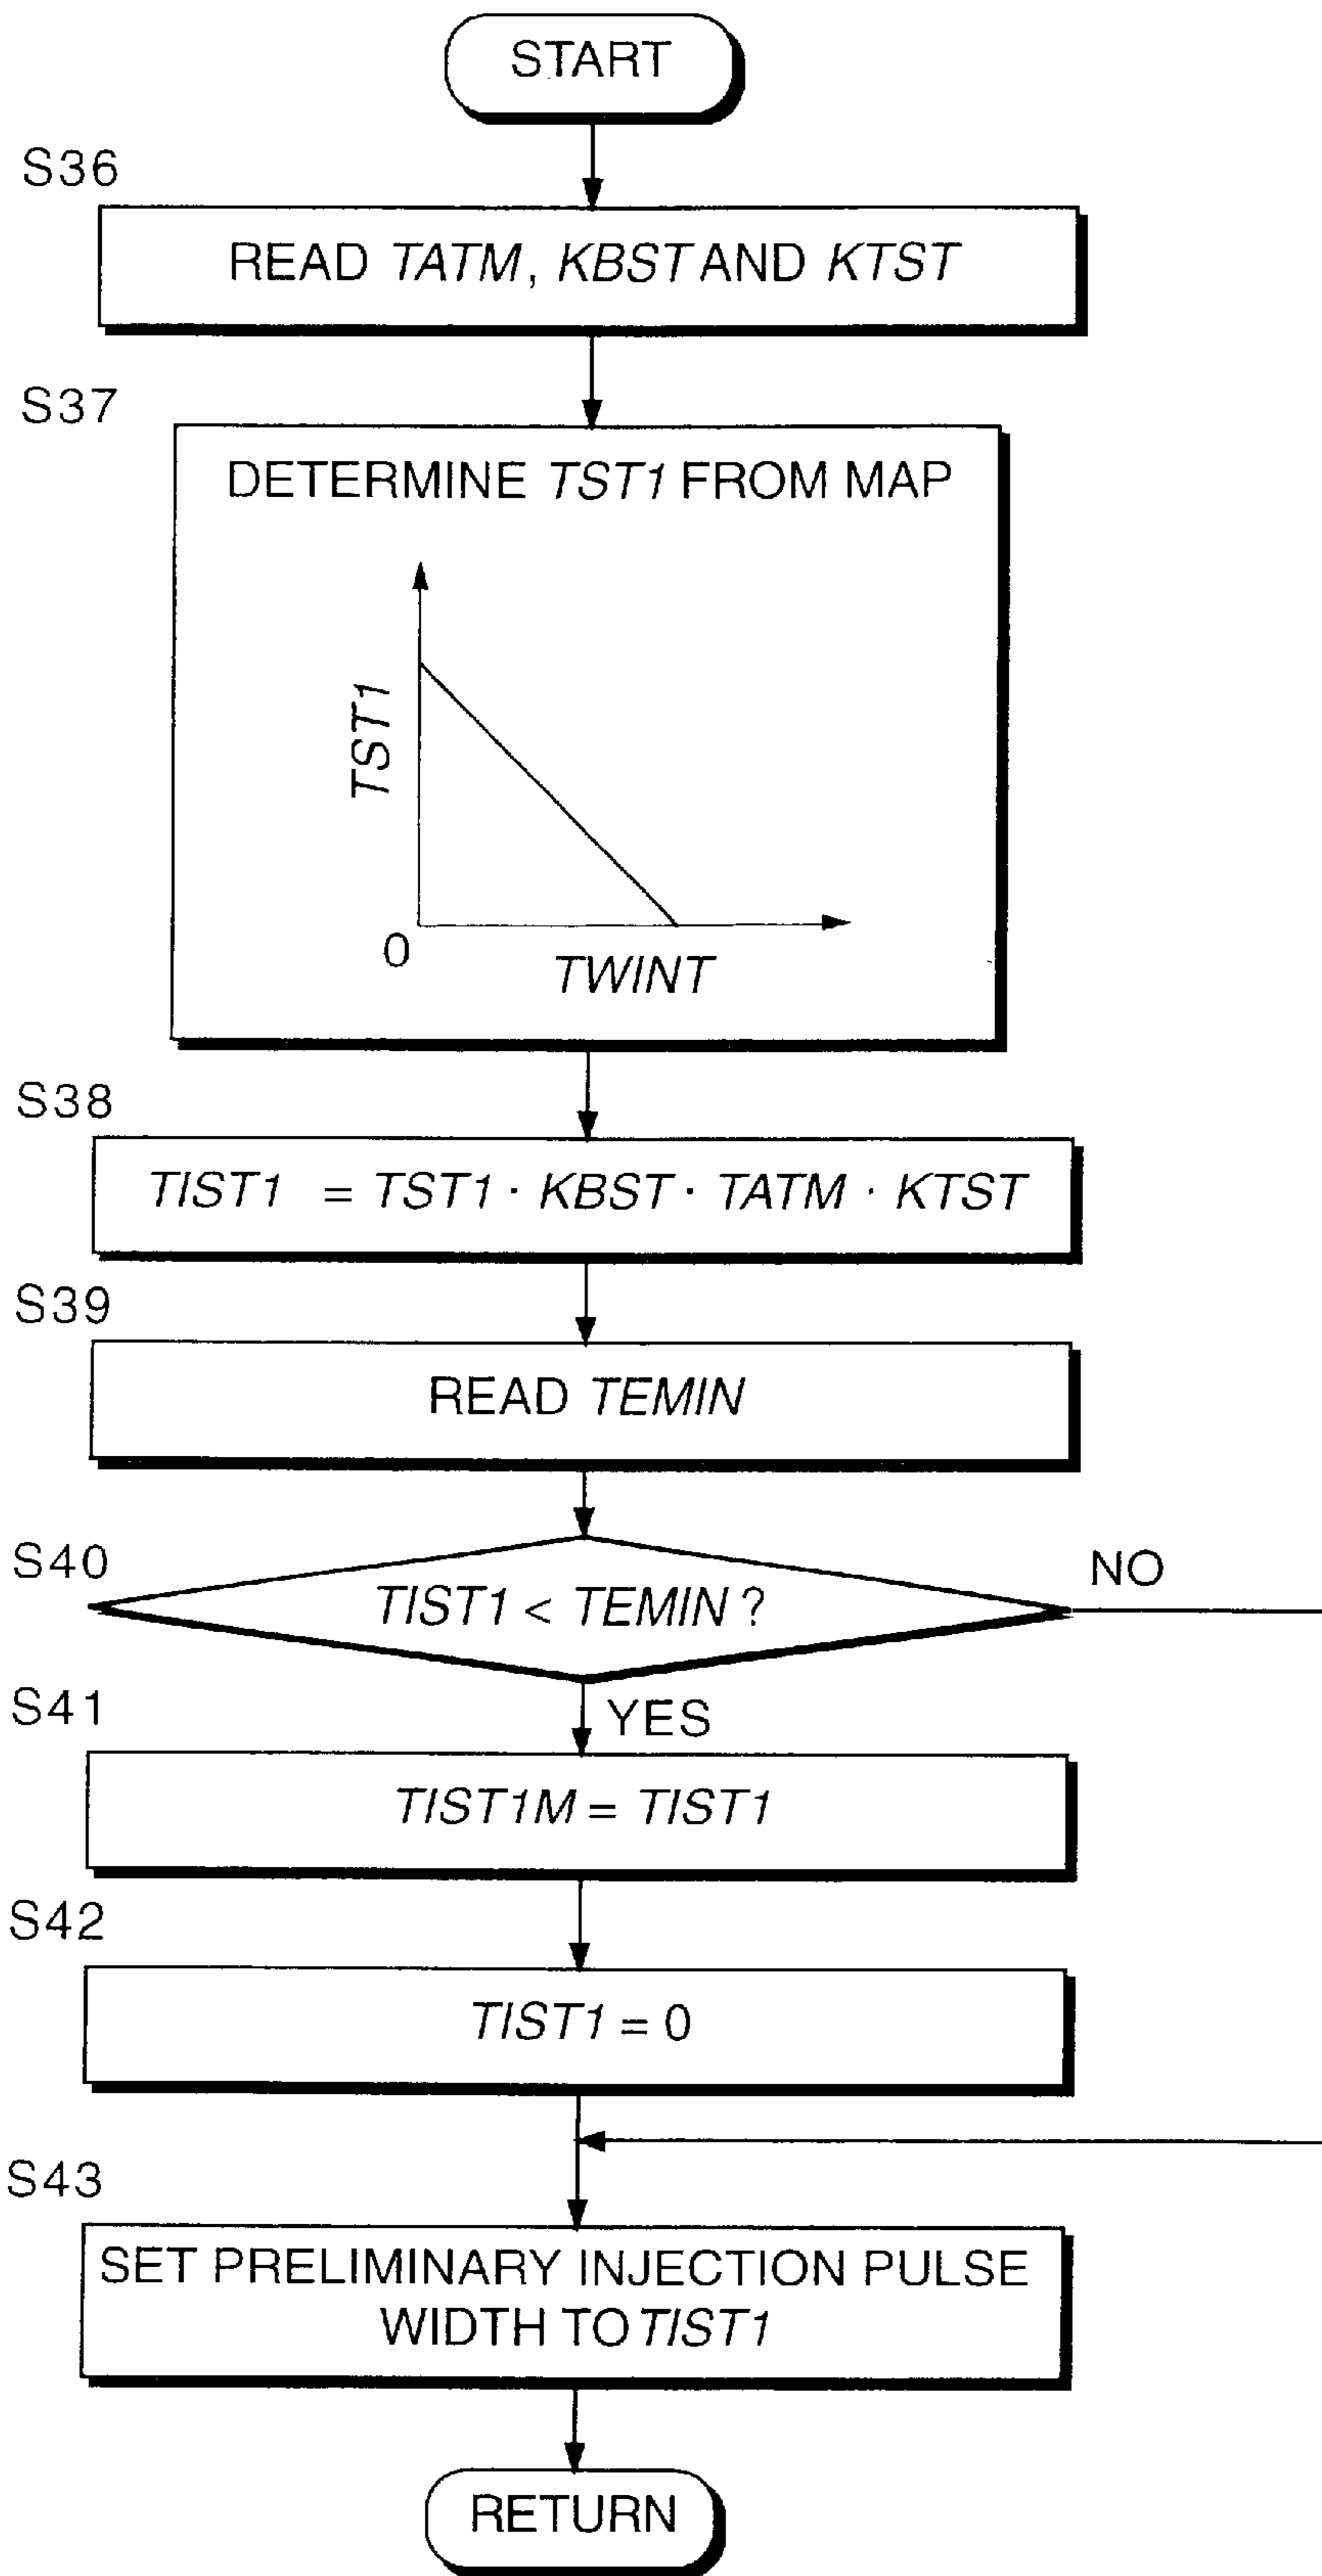 START
S36
READ TATM, KBST AND KTST
S37
DETERMINE TST1 FROM MAP
TST1
0
TWINT
S38
TIST1 = TST1 · KBST · TATM · KTST
S39
READ TEMIN
S40
TIST1 < TEMIN ?
NO
S41
YES
TIST1M = TIST1
S42
TIST1 = 0
S43
SET PRELIMINARY INJECTION PULSE
WIDTH TO TIST1
RETURN